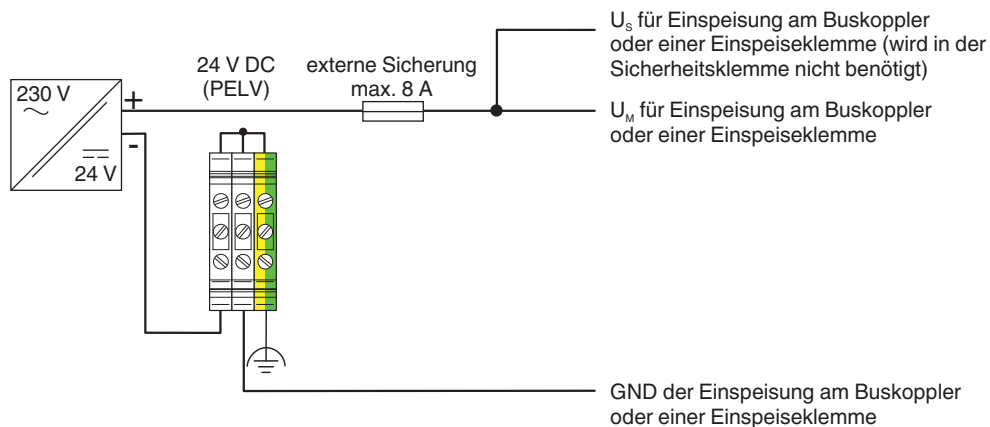 U_S für Einspeisung am Buskoppler
oder einer Einspeiseklemme (wird in der
Sicherheitsklemme nicht benötigt)
24 V DC
(PELV)
externe Sicherung
max. 8 A
230 V
+
-
24 V
U_M für Einspeisung am Buskoppler
oder einer Einspeiseklemme
GND der Einspeisung am Buskoppler
oder einer Einspeiseklemme